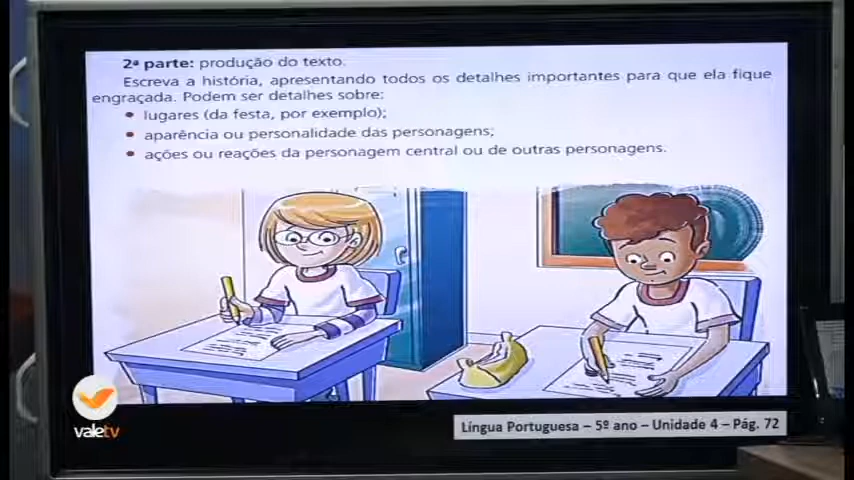 2ª parte: produção do texto.
Escreva a história, apresentando todos os detalhes importantes para que ela fique
engraçada. Podem ser detalhes sobre:
• lugares (da festa, por exemplo);
• aparência ou personalidade das personagens;
• ações ou reações da personagem central ou de outras personagens.
valetv
Língua Portuguesa – 5º ano – Unidade 4 – Pág. 72